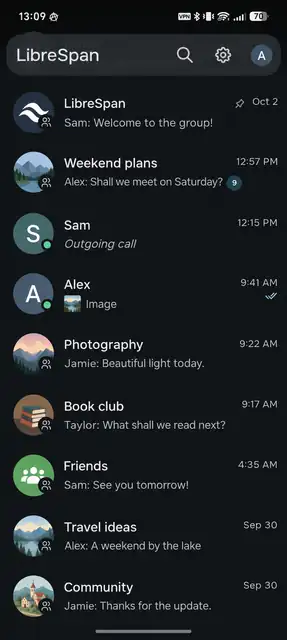 13:09
VPN
70
LibreSpan
A
LibreSpan
Oct 2
Sam: Welcome to the group!
Weekend plans
12:57 PM
Alex: Shall we meet on Saturday?
9
S
Sam
12:15 PM
Outgoing call
A
Alex
9:41 AM
Image
Photography
9:22 AM
Jamie: Beautiful light today.
Book club
9:17 AM
Taylor: What shall we read next?
Friends
4:35 AM
Sam: See you tomorrow!
Travel ideas
Sep 30
Alex: A weekend by the lake
Community
Sep 30
Jamie: Thanks for the update.